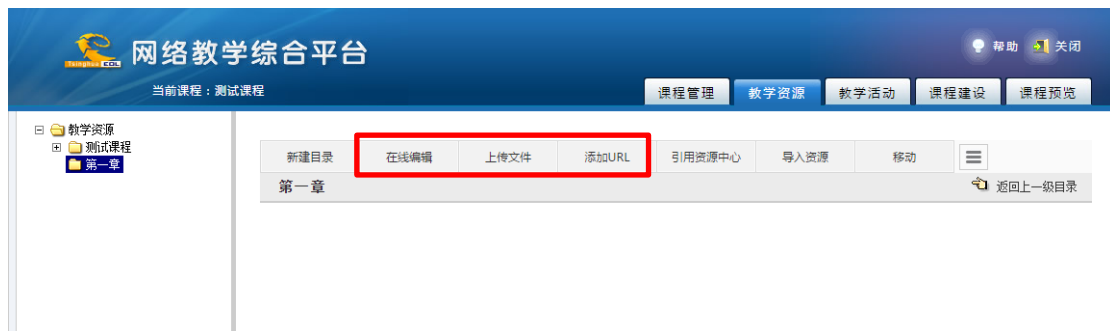 Tsinghua EOL
网络教学综合平台
帮助 关闭
当前课程：测试课程
课程管理 教学资源 教学活动 课程建设 课程预览
教学资源
测试课程
第一章
新建目录 在线编辑 上传文件 添加URL 引用资源中心 导入资源 移动
第一章
返回上一级目录